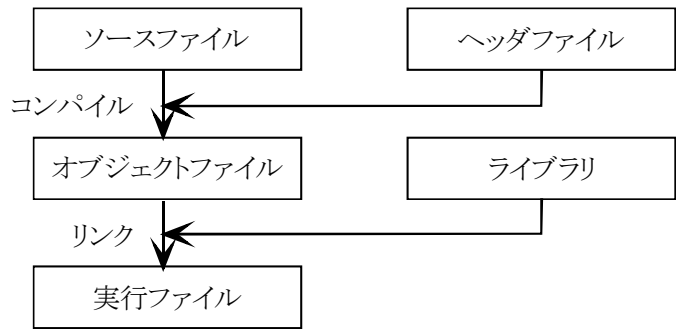 ソースファイル
ヘッダファイル
コンパイル
オブジェクトファイル
ライブラリ
リンク
実行ファイル